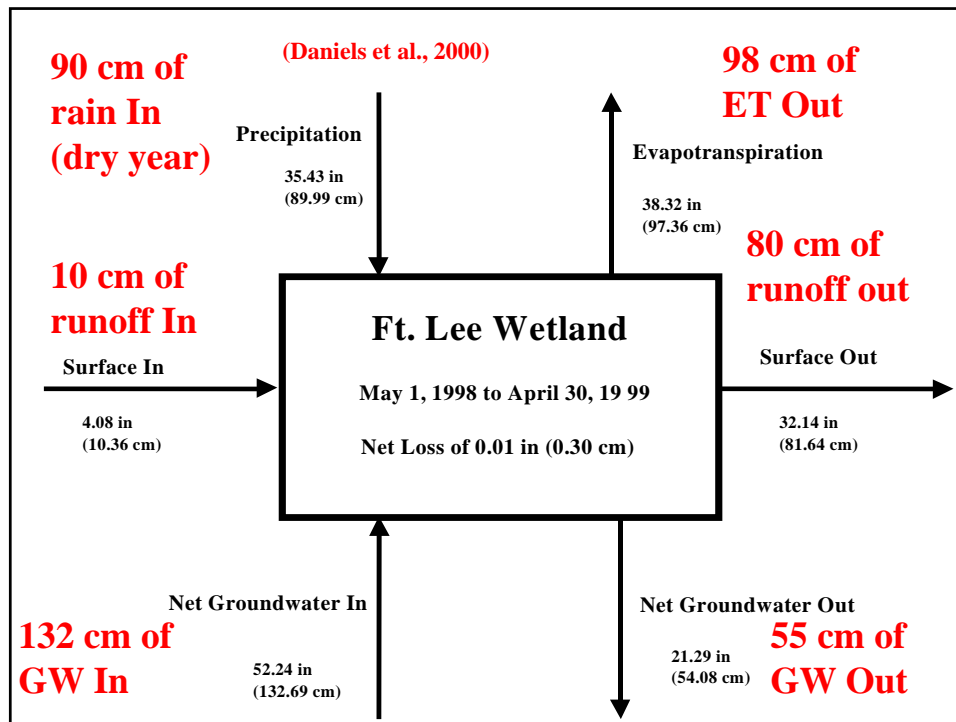 90 cm of
rain In
(dry year)
(Daniels et al., 2000)
98 cm of
ET Out
Precipitation
35.43 in
(89.99 cm)
Evapotranspiration
38.32 in
(97.36 cm)
10 cm of
runoff In
80 cm of
runoff out
Surface In
4.08 in
(10.36 cm)
Ft. Lee Wetland
May 1, 1998 to April 30, 19 99
Net Loss of 0.01 in (0.30 cm)
Surface Out
32.14 in
(81.64 cm)
Net Groundwater In
132 cm of
GW In
52.24 in
(132.69 cm)
Net Groundwater Out
21.29 in
(54.08 cm)
55 cm of
GW Out